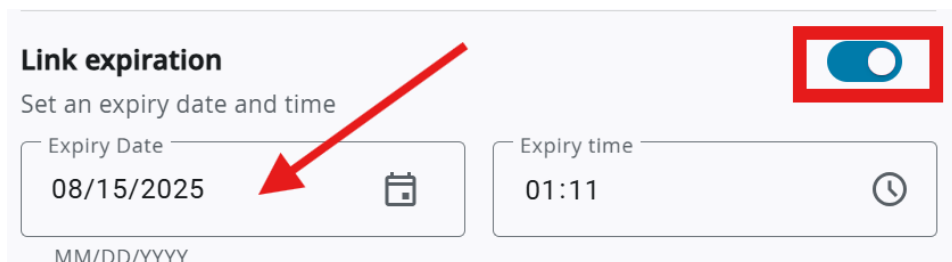 Link expiration
Set an expiry date and time
Expiry Date
Expiry time
08/15/2025
01:11
MM/DD/YYYY